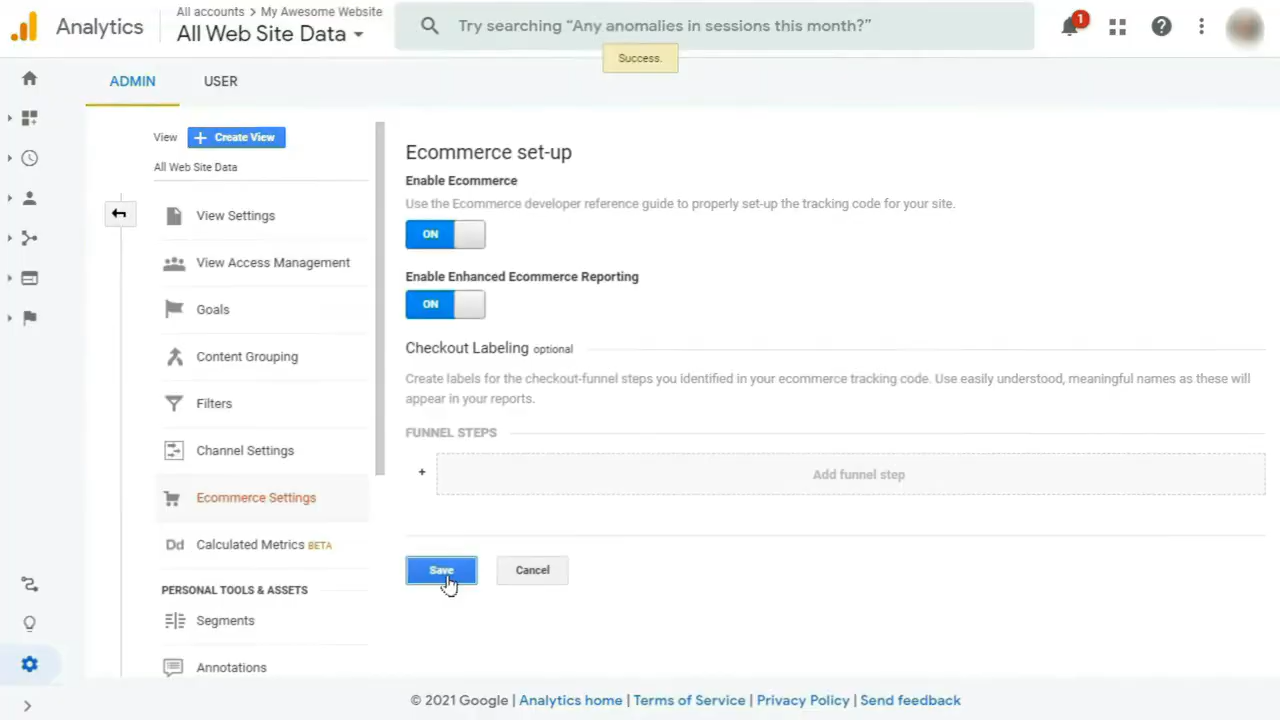 Analytics
All accounts > My Awesome Website
All Web Site Data
Try searching “Any anomalies in sessions this month?”
1
Success.
ADMIN
USER
View
+ Create View
All Web Site Data
View Settings
View Access Management
Goals
Content Grouping
Filters
Channel Settings
Ecommerce Settings
Dd Calculated Metrics BETA
PERSONAL TOOLS & ASSETS
Segments
Annotations
Ecommerce set-up
Enable Ecommerce
Use the Ecommerce developer reference guide to properly set-up the tracking code for your site.
ON
Enable Enhanced Ecommerce Reporting
ON
Checkout Labeling optional
Create labels for the checkout-funnel steps you identified in your ecommerce tracking code. Use easily understood, meaningful names as these will
appear in your reports.
FUNNEL STEPS
+ Add funnel step
Save
Cancel
© 2021 Google | Analytics home | Terms of Service | Privacy Policy | Send feedback